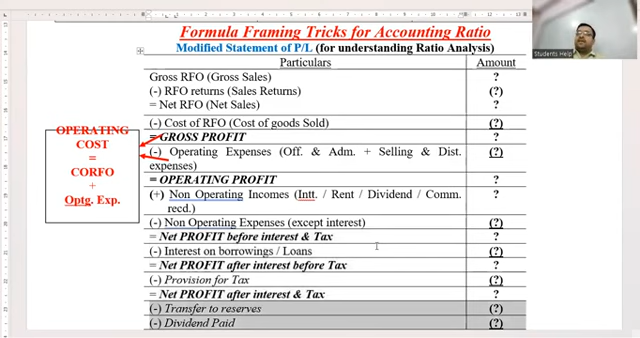 Formula Framing Tricks for Accounting Ratio
Modified Statement of P/L (for understanding Ratio Analysis)
Particulars Amount
Gross RFO (Gross Sales) ?
(-) RFO returns (Sales Returns) (?)
= Net RFO (Net Sales) ?
(-) Cost of RFO (Cost of goods Sold) (?)
= GROSS PROFIT ?
(-) Operating Expenses (Off. & Adm. + Selling & Dist. (?)
expenses)
= OPERATING PROFIT ?
(+) Non Operating Incomes (Intt. / Rent / Dividend / Comm. ?
recd.)
(-) Non Operating Expenses (except interest) (?)
= Net PROFIT before interest & Tax ?
(-) Interest on borrowings / Loans (?)
= Net PROFIT after interest before Tax ?
(-) Provision for Tax (?)
= Net PROFIT after interest & Tax ?
(-) Transfer to reserves (?)
(-) Dividend Paid (?)
OPERATING
COST
=
CORFO
+
Optg. Exp.
Students Help